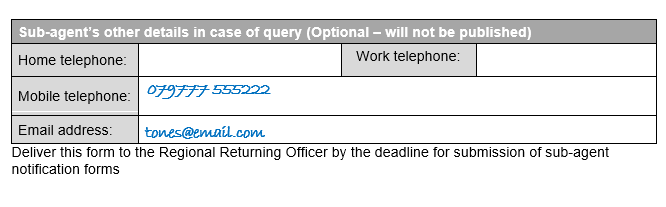 Sub-agent's other details in case of query (Optional – will not be published)
Home telephone: Work telephone:
Mobile telephone: 079777 555222
Email address: tones@email.com
Deliver this form to the Regional Returning Officer by the deadline for submission of sub-agent
notification forms